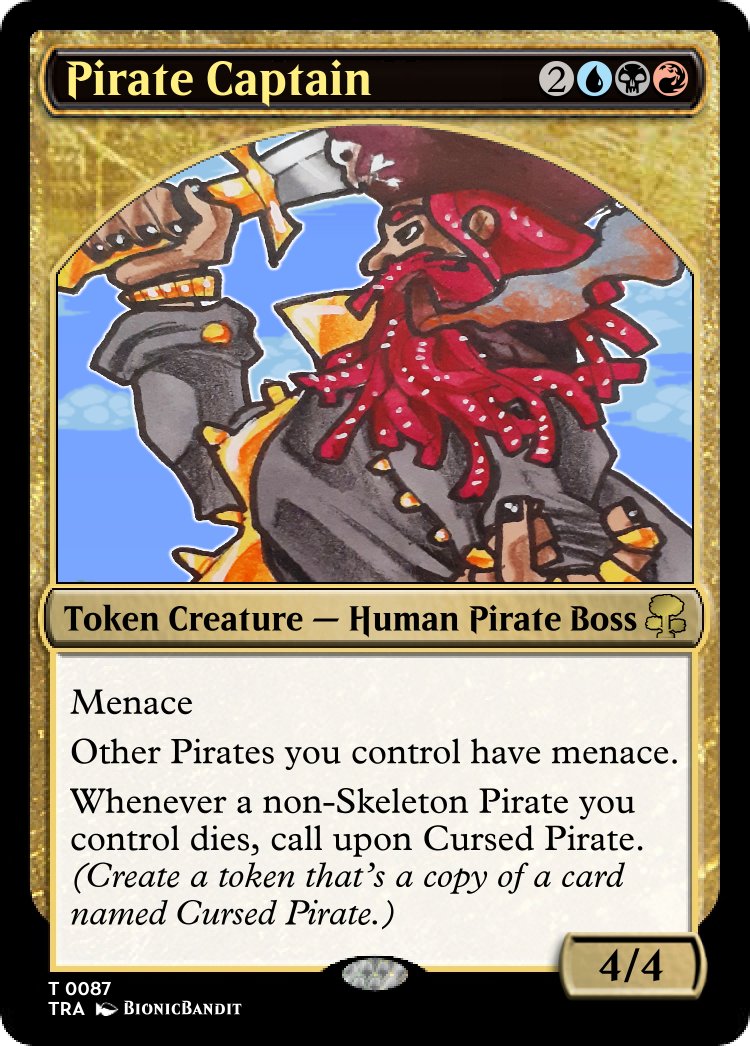 Pirate Captain 2
Token Creature — Human Pirate Boss
Menace
Other Pirates you control have menace.
Whenever a non-Skeleton Pirate you
control dies, call upon Cursed Pirate.
(Create a token that's a copy of a card
named Cursed Pirate.)
4/4
T 0087
TRA BionicBandit